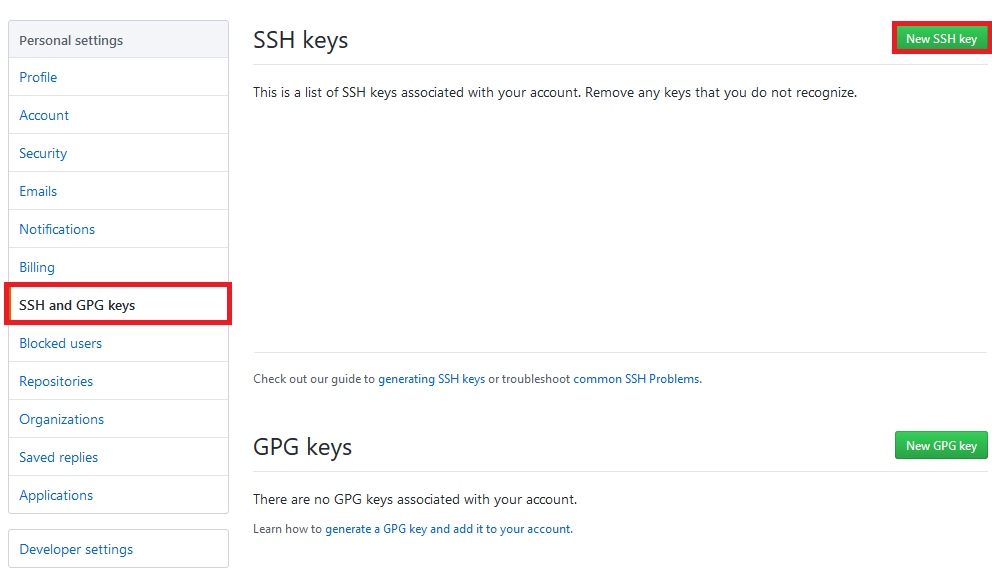 Personal settings
Profile
Account
Security
Emails
Notifications
Billing
SSH and GPG keys
Blocked users
Repositories
Organizations
Saved replies
Applications
Developer settings
SSH keys
New SSH key
This is a list of SSH keys associated with your account. Remove any keys that you do not recognize.
Check out our guide to generating SSH keys or troubleshoot common SSH Problems.
GPG keys
New GPG key
There are no GPG keys associated with your account.
Learn how to generate a GPG key and add it to your account.